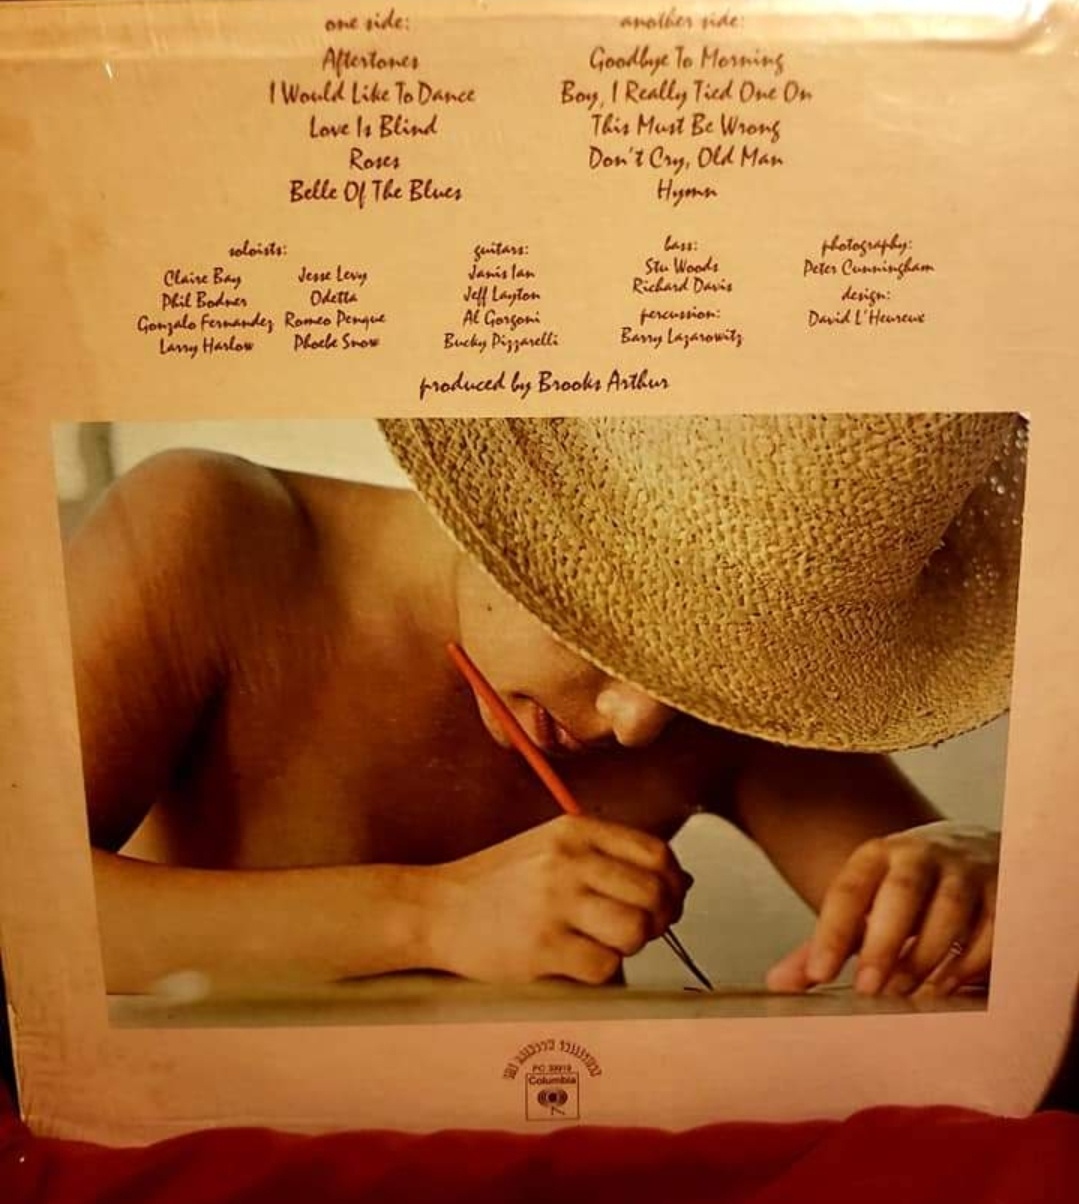 one side:
Aftertones
I Would Like To Dance
Love Is Blind
Roses
Belle Of The Blues
another side:
Goodbye To Morning
Boy, I Really Tied One On
This Must Be Wrong
Don't Cry, Old Man
Hymn
soloists:
Claire Bay
Phil Bodner
Gonzalo Fernandez
Larry Harlow
Jesse Levy
Odetta
Romeo Penque
Phoebe Snow
guitars:
Janis Ian
Jeff Layton
Al Gorgoni
Bucky Pizzarelli
bass:
Stu Woods
Richard Davis
percussion:
Barry Lazarowitz
photography:
Peter Cunningham
design:
David L'Heureux
produced by Brooks Arthur
PC
Columbia